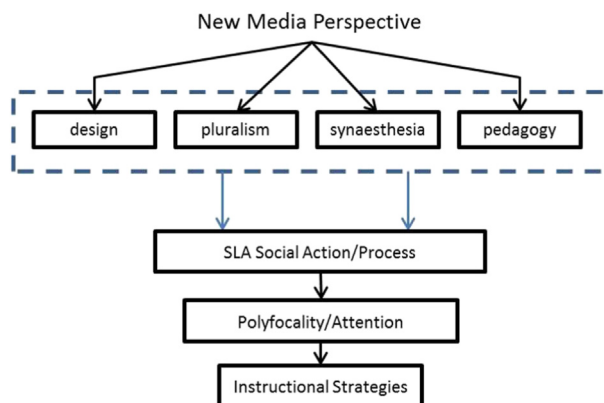 New Media Perspective
design
pluralism
synaesthesia
pedagogy
SLA Social Action/Process
Polyfocality/Attention
Instructional Strategies